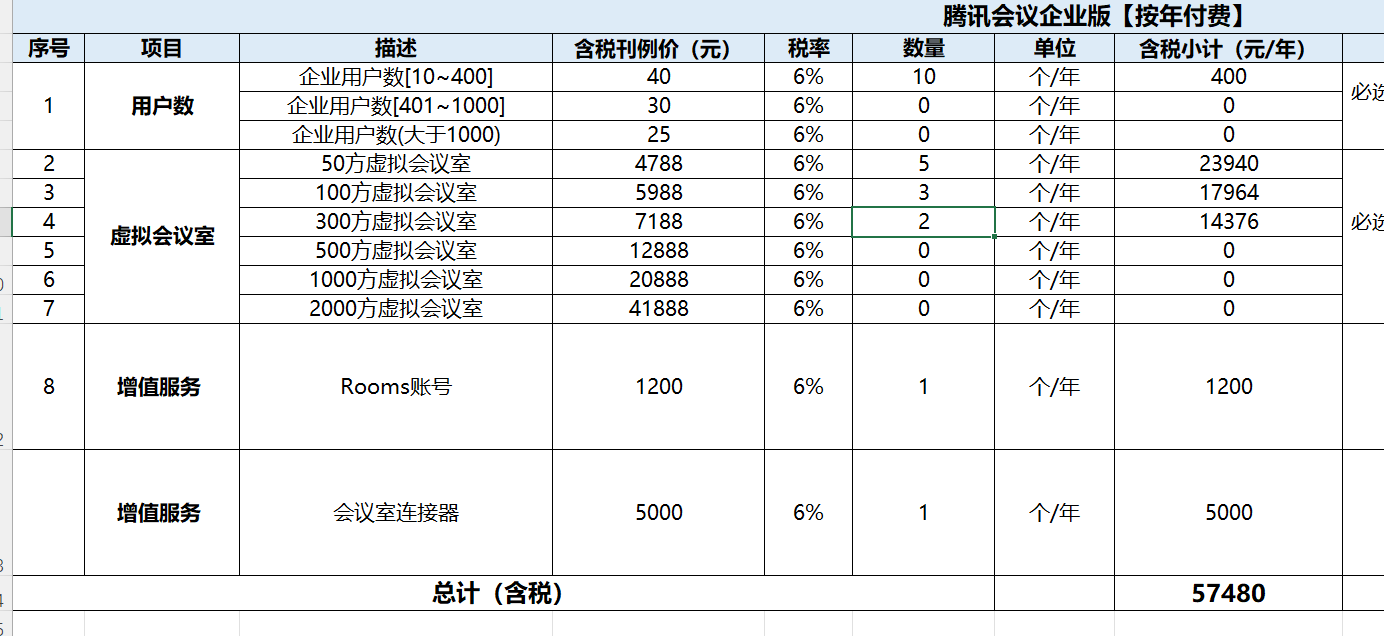 腾讯会议企业版【按年付费】
序号 项目 描述 含税刊例价（元） 税率 数量 单位 含税小计（元/年）
1 用户数 企业用户数[10~400] 40 6% 10 个/年 400
企业用户数[401~1000] 30 6% 0 个/年 0
企业用户数(大于1000) 25 6% 0 个/年 0
必选
2 虚拟会议室 50方虚拟会议室 4788 6% 5 个/年 23940
3 100方虚拟会议室 5988 6% 3 个/年 17964
4 300方虚拟会议室 7188 6% 2 个/年 14376
必选
5 500方虚拟会议室 12888 6% 0 个/年 0
6 1000方虚拟会议室 20888 6% 0 个/年 0
7 2000方虚拟会议室 41888 6% 0 个/年 0
8 增值服务 Rooms账号 1200 6% 1 个/年 1200
增值服务 会议室连接器 5000 6% 1 个/年 5000
总计（含税） 57480